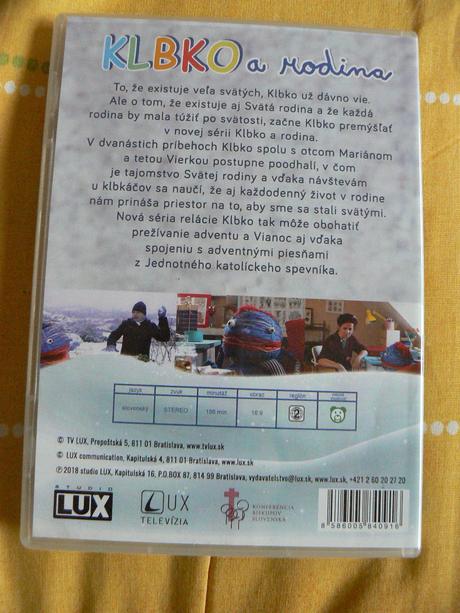 KLBKO a rodina
To, že existuje veľa svätých, Klbko už dávno vie.
Ale o tom, že existuje aj Svätá rodina a že každá
rodina by mala túžiť po svätosti, začne Klbko premýšľať
v novej sérii Klbko a rodina.
V dvanástich príbehoch Klbko spolu s otcom Mariánom
a tetou Vierkou postupne poodhalí, v čom
je tajomstvo Svätej rodiny a vďaka návštevám
u klbkáčov sa naučí, že aj každodenný život v rodine
nám prináša priestor na to, aby sme sa stali svätými.
Nová séria relácie Klbko tak môže obohatiť
prežívanie adventu a Vianoc aj vďaka
spojeniu s adventnými piesňami
z Jednotného katolíckeho spevníka.
jazyk zvuk minutáž obraz región
slovenský STEREO 156 min. 16:9 2
© TV LUX, Prepoštská 5, 811 01 Bratislava, www.tvlux.sk
© LUX communication, Kapitulská 4, 811 01 Bratislava, www.lux.sk
℗ 2018 studio LUX, Kapitulská 16, P.O.BOX 87, 814 99 Bratislava, vydavatelstvo@lux.sk, www.lux.sk, +421 2 60 20 27 20
STUDIO LUX
LUX TELEVÍZIA
KONFERENCIA
BISKUPOV
SLOVENSKA
8 586005 840916